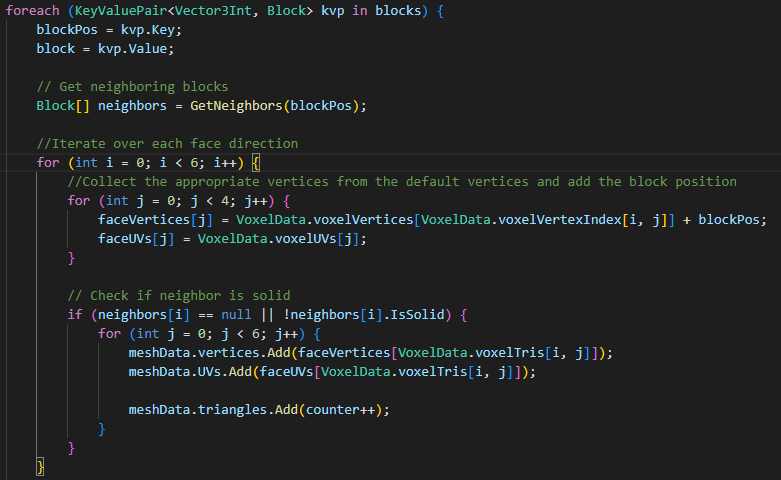 foreach (KeyValuePair<Vector3Int, Block> kvp in blocks) {
    blockPos = kvp.Key;
    block = kvp.Value;

    // Get neighboring blocks
    Block[] neighbors = GetNeighbors(blockPos);

    //Iterate over each face direction
    for (int i = 0; i < 6; i++) {
        //Collect the appropriate vertices from the default vertices and add the block position
        for (int j = 0; j < 4; j++) {
            faceVertices[j] = VoxelData.voxelVertices[VoxelData.voxelVertexIndex[i, j]] + blockPos;
            faceUVs[j] = VoxelData.voxelUVs[j];
        }

        // Check if neighbor is solid
        if (neighbors[i] == null || !neighbors[i].IsSolid) {
            for (int j = 0; j < 6; j++) {
                meshData.vertices.Add(faceVertices[VoxelData.voxelTris[i, j]]);
                meshData.UVs.Add(faceUVs[VoxelData.voxelTris[i, j]]);

                meshData.triangles.Add(counter++);
            }
        }
    }